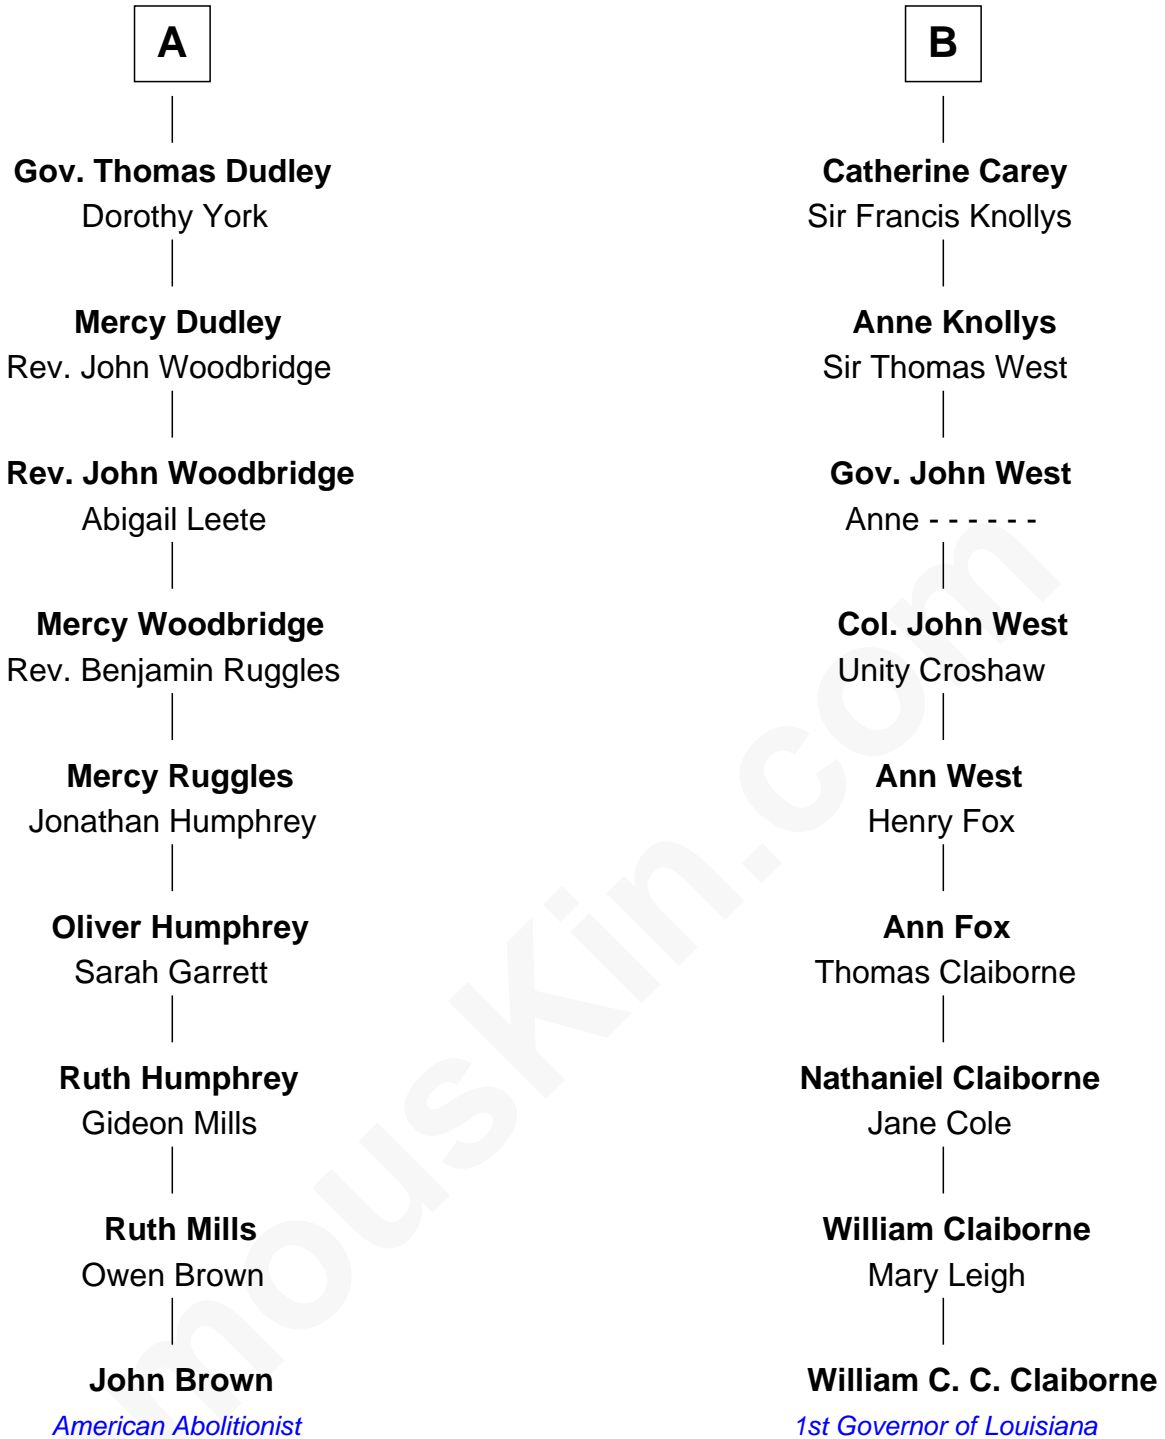 A
B
Gov. Thomas Dudley
Dorothy York
Catherine Carey
Sir Francis Knollys
Mercy Dudley
Rev. John Woodbridge
Anne Knollys
Sir Thomas West
Rev. John Woodbridge
Abigail Leete
Gov. John West
Anne - - - - - -
Mercy Woodbridge
Rev. Benjamin Ruggles
Col. John West
Unity Croshaw
Mercy Ruggles
Jonathan Humphrey
Ann West
Henry Fox
Oliver Humphrey
Sarah Garrett
Ann Fox
Thomas Claiborne
Ruth Humphrey
Gideon Mills
Nathaniel Claiborne
Jane Cole
Ruth Mills
Owen Brown
William Claiborne
Mary Leigh
John Brown
American Abolitionist
William C. C. Claiborne
1st Governor of Louisiana
mousKin.com